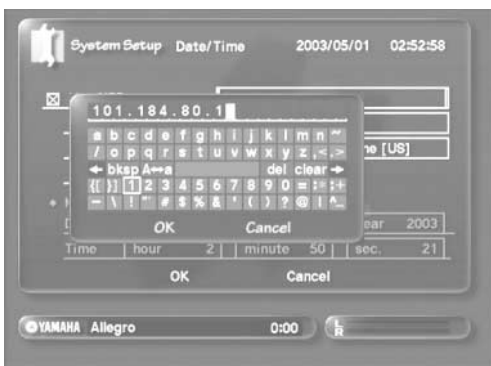 System Setup Date/Time 2003/05/01 02:52:58
101.184.80.1
a b c d e f g h i j k l m n ~
/ o p q r s t u v w x y z ,< .>
← bksp A↔a del clear →
{[ }] 1 2 3 4 5 6 7 8 9 0 = :* ;+
- \ ! " # $ % & ' ( ) ? @ | ^_
OK Cancel
ne [US]
ear 2003
Time hour 2 minute 50 sec. 21
OK Cancel
YAMAHA Allegro 0:00 L R